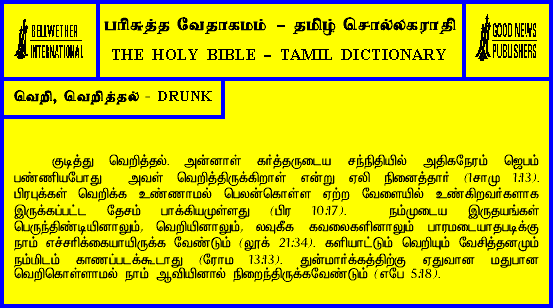 BELLWETHER
INTERNATIONAL
பரிசுத்த வேதாகமம் – தமிழ் சொல்லகராதி
THE HOLY BIBLE – TAMIL DICTIONARY
GOOD NEWS
PUBLISHERS
வெறி, வெறித்தல் - DRUNK
குடித்து வெறித்தல். அன்னாள் கர்த்தருடைய சந்நிதியில் அதிகநேரம் ஜெபம்
பண்ணியபோது அவள் வெறித்திருக்கிறாள் என்று ஏலி நினைத்தார் (1சாமு 1:13).
பிரபுக்கள் வெறிக்க உண்ணாமல் பெலன்கொள்ள ஏற்ற வேளையில் உண்கிறவர்களாக
இருக்கப்பட்ட தேசம் பாக்கியமுள்ளது (பிர 10:17). நம்முடைய இருதயங்கள்
பெருந்திண்டியினாலும், வெறியினாலும், லவுகீக கவலைகளினாலும் பாரமடையாதபடிக்கு
நாம் எச்சரிக்கையாயிருக்க வேண்டும் (லூக் 21:34). களியாட்டும் வெறியும் வேசித்தனமும்
நம்மிடம் காணப்படக்கூடாது (ரோம 13:13). துன்மார்க்கத்திற்கு ஏதுவான மதுபான
வெறிகொள்ளாமல் நாம் ஆவியினால் நிறைந்திருக்கவேண்டும் (எபே 5:18).